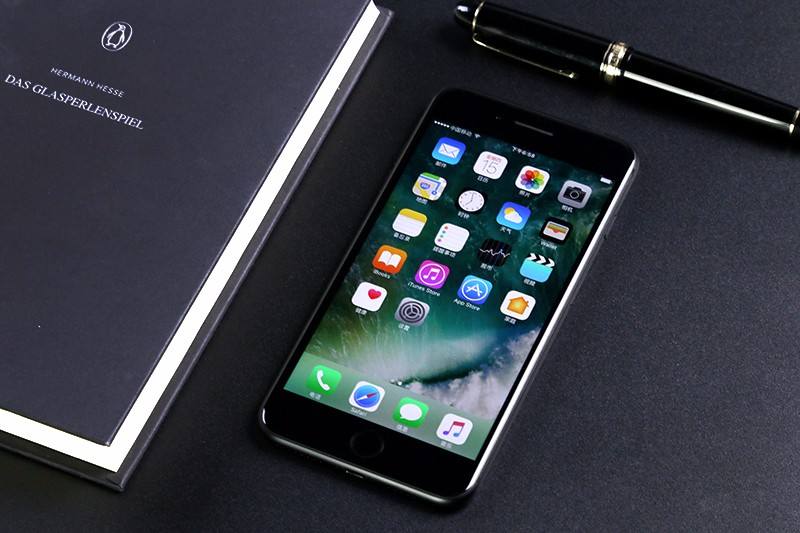 HERMANN HESSE
DAS GLASPERLENSPIEL
中国移动
下午6:58
邮件
日历
照片
相机
15
地图
时钟
天气
Wallet
备忘录
提醒事项
股市
视频
iBooks
iTunes Store
App Store
家庭
健康
设置
电话
Safari
信息
音乐